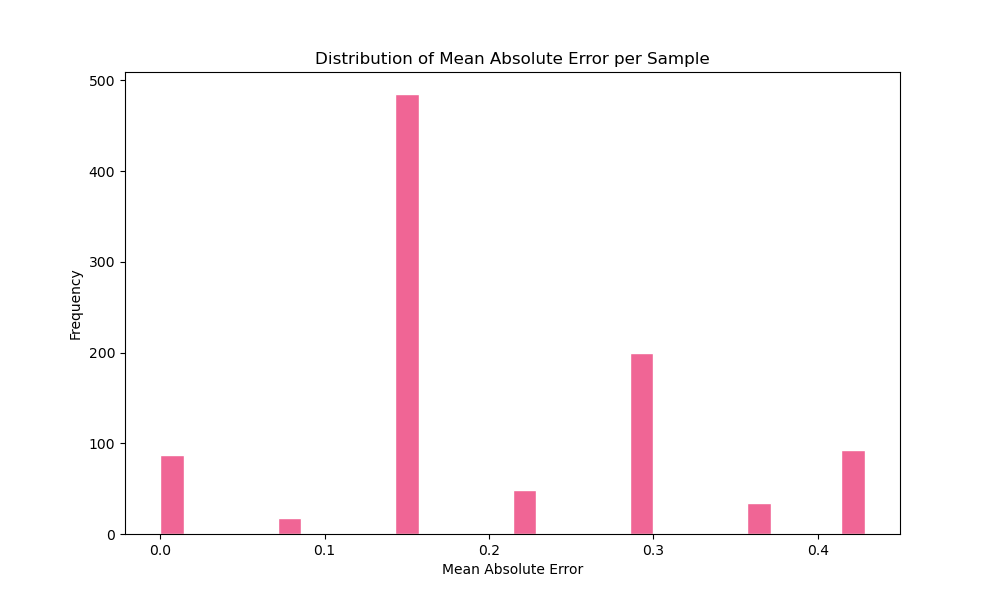 Distribution of Mean Absolute Error per Sample
500
400
300
200
100
0
Frequency
0.0 0.1 0.2 0.3 0.4
Mean Absolute Error